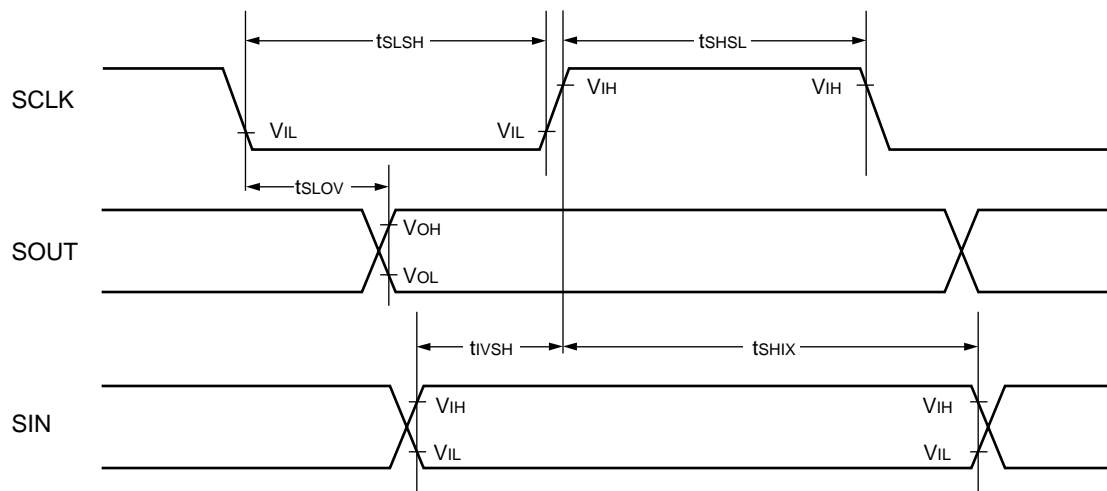 tSLSH
tSHSL
SCLK
VIH
VIH
VIL
VIL
tSLOV
SOUT
VOH
VOL
tIVSH
tSHIX
SIN
VIH
VIH
VIL
VIL